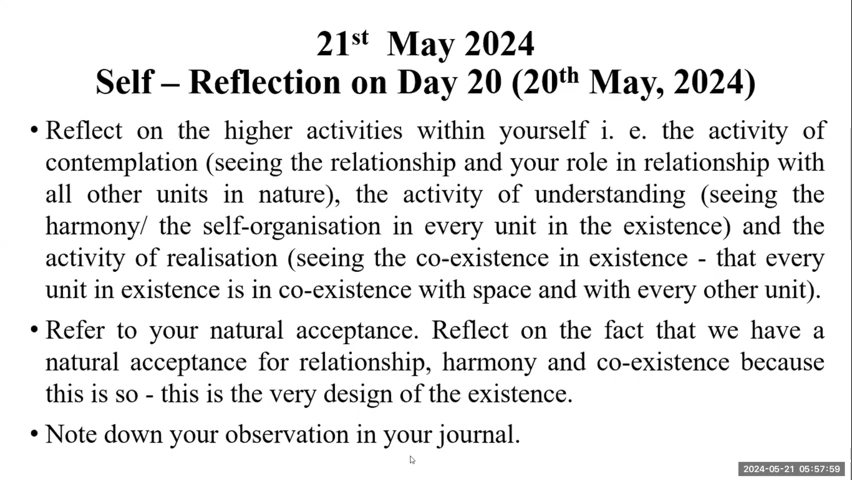 21st May 2024
Self – Reflection on Day 20 (20th May, 2024)
• Reflect on the higher activities within yourself i. e. the activity of
contemplation (seeing the relationship and your role in relationship with
all other units in nature), the activity of understanding (seeing the
harmony/ the self-organisation in every unit in the existence) and the
activity of realisation (seeing the co-existence in existence - that every
unit in existence is in co-existence with space and with every other unit).
• Refer to your natural acceptance. Reflect on the fact that we have a
natural acceptance for relationship, harmony and co-existence because
this is so - this is the very design of the existence.
• Note down your observation in your journal.
2024-05-21 05:57:59